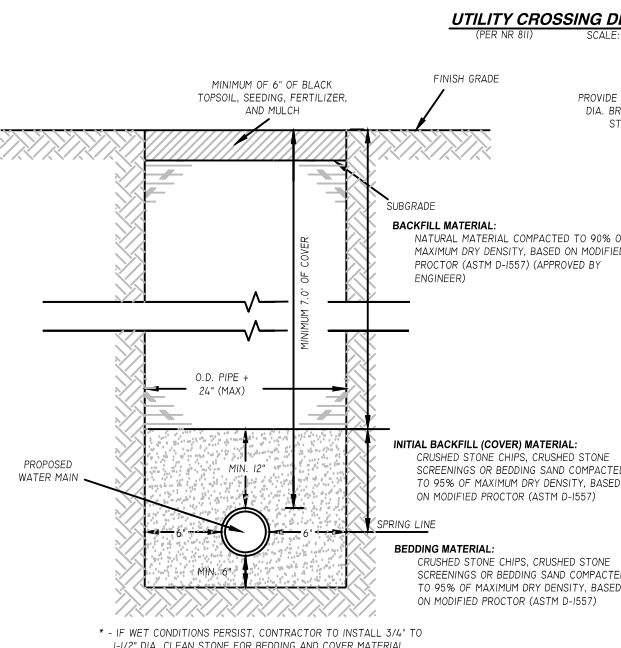 UTILITY CROSSING
(PER NR 811)
SCALE:
MINIMUM OF 6" OF BLACK
TOPSOIL, SEEDING, FERTILIZER,
AND MULCH
FINISH GRADE
PROVIDE
DIA.
SUBGRADE
BACKFILL MATERIAL:
NATURAL MATERIAL COMPACTED TO 90%
MAXIMUM DRY DENSITY, BASED ON
PROCTOR (ASTM D-1557) (APPROVED BY
ENGINEER)
MINIMUM 7.0' OF COVER
O.D. PIPE +
24" (MAX)
INITIAL BACKFILL (COVER) MATERIAL:
CRUSHED STONE CHIPS, CRUSHED STONE
SCREENINGS OR BEDDING SAND
TO 95% OF MAXIMUM DRY DENSITY, BASED
ON MODIFIED PROCTOR (ASTM D-1557)
PROPOSED
WATER MAIN
MIN. 12"
SPRING LINE
6"
6"
MIN. 6"
BEDDING MATERIAL:
CRUSHED STONE CHIPS, CRUSHED STONE
SCREENINGS OR BEDDING SAND
TO 95% OF MAXIMUM DRY DENSITY, BASED
ON MODIFIED PROCTOR (ASTM D-1557)
* - IF WET CONDITIONS PERSIST, CONTRACTOR TO INSTALL 3/4" TO
1-1/2" DIA. CLEAN STONE FOR BEDDING AND COVER MATERIAL